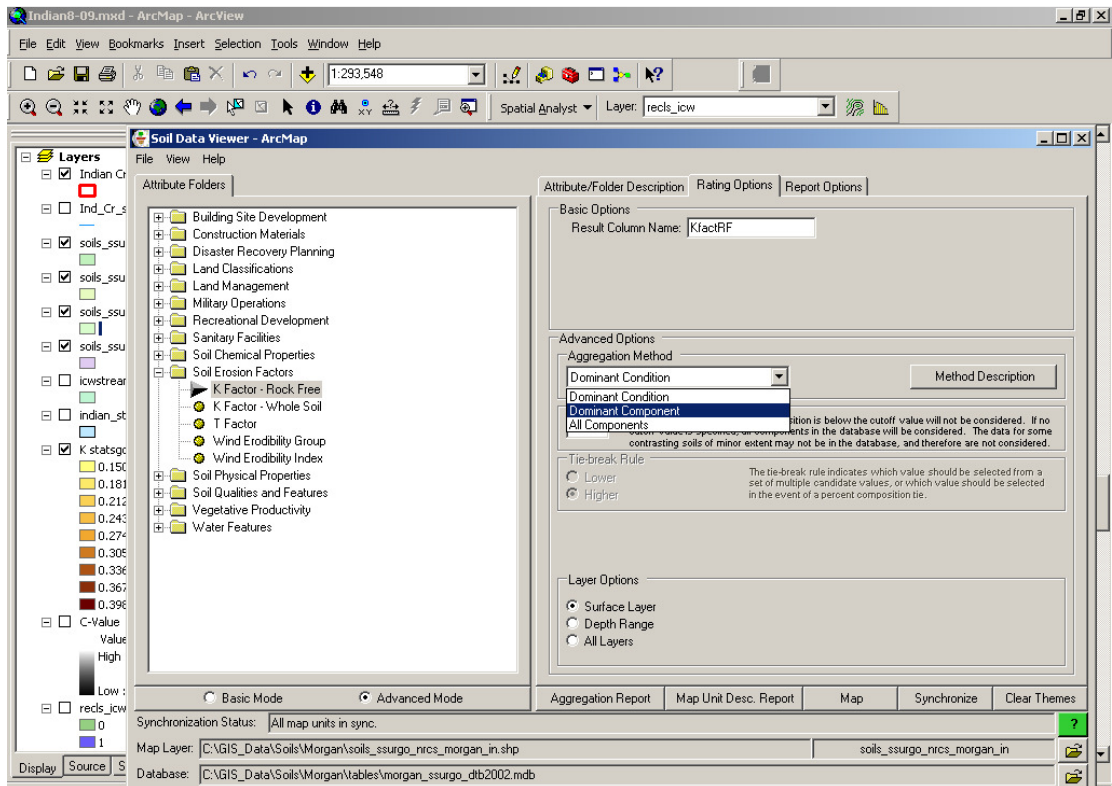 Indian8-09.mxd - ArcMap - ArcView
File Edit View Bookmarks Insert Selection Tools Window Help
1:293,548
Spatial Analyst Layer: recls_icw
Soil Data Viewer - ArcMap
File View Help
Layers
Indian Cr
Ind_Cr_s
soils_ssu
soils_ssu
soils_ssu
soils_ssu
icwstrear
indian_st
K statsgo
0.150
0.181
0.212
0.243
0.274
0.305
0.336
0.367
0.398
C-Value
Value
High
Low :
recls_icw
0
1
Display Source S
Attribute Folders
Building Site Development
Construction Materials
Disaster Recovery Planning
Land Classifications
Land Management
Military Operations
Recreational Development
Sanitary Facilities
Soil Chemical Properties
Soil Erosion Factors
K Factor - Rock Free
K Factor - Whole Soil
T Factor
Wind Erodibility Group
Wind Erodibility Index
Soil Physical Properties
Soil Qualities and Features
Vegetative Productivity
Water Features
Basic Mode Advanced Mode
Attribute/Folder Description Rating Options Report Options
Basic Options
Result Column Name: KfactRF
Advanced Options
Aggregation Method
Dominant Condition
Method Description
Dominant Condition
Dominant Component
All Components
sition is below the cutoff value will not be considered. If no
cutoff value is specified, all components in the database will be considered. The data for some
contrasting soils of minor extent may not be in the database, and therefore are not considered.
Tie-break Rule
Lower
Higher
The tie-break rule indicates which value should be selected from a
set of multiple candidate values, or which value should be selected
in the event of a percent composition tie.
Layer Options
Surface Layer
Depth Range
All Layers
Aggregation Report Map Unit Desc. Report Map Synchronize Clear Themes
Synchronization Status: All map units in sync.
?
Map Layer: C:\GIS_Data\Soils\Morgan\soils_ssurgo_nrcs_morgan_in.shp soils_ssurgo_nrcs_morgan_in
Database: C:\GIS_Data\Soils\Morgan\tables\morgan_ssurgo_dtb2002.mdb